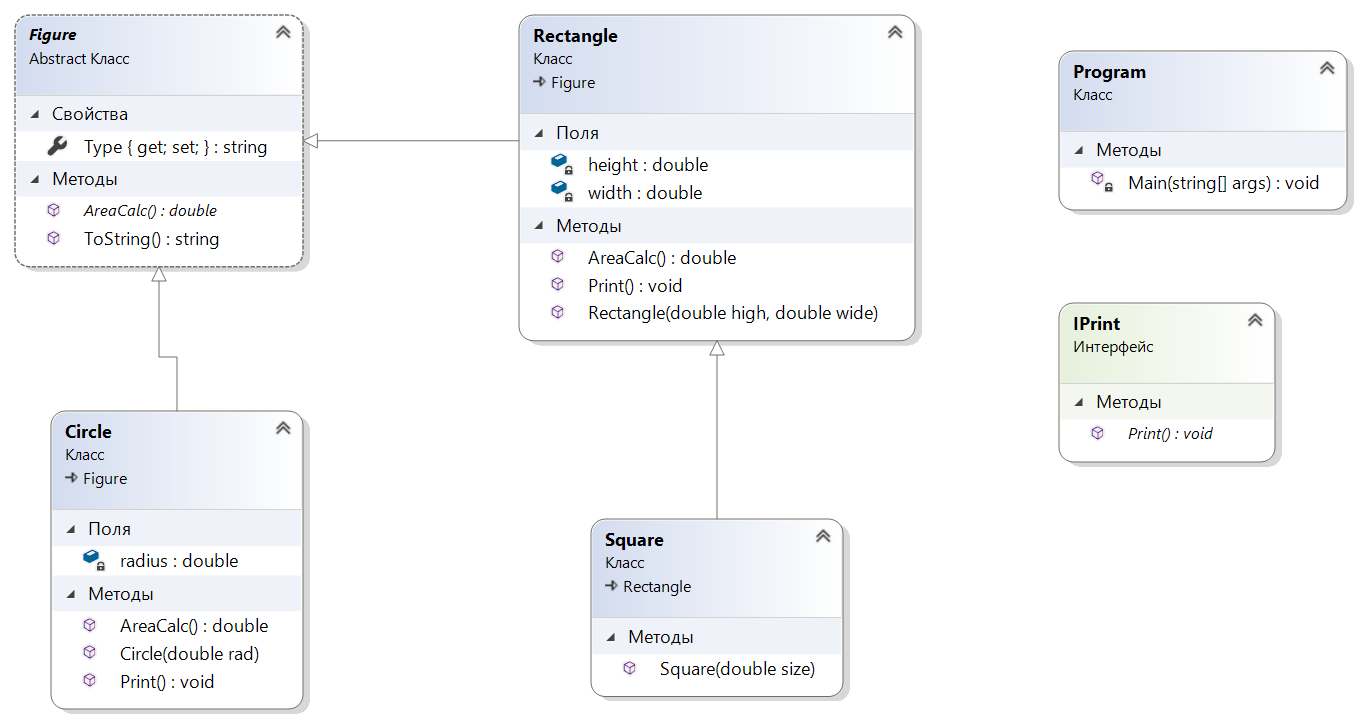 Figure
Abstract Класс
Свойства
Type { get; set; } : string
Методы
AreaCalc() : double
ToString() : string
Rectangle
Класс
Figure
Поля
height : double
width : double
Методы
AreaCalc() : double
Print() : void
Rectangle(double high, double wide)
Program
Класс
Методы
Main(string[] args) : void
IPrint
Интерфейс
Методы
Print() : void
Circle
Класс
Figure
Поля
radius : double
Методы
AreaCalc() : double
Circle(double rad)
Print() : void
Square
Класс
Rectangle
Методы
Square(double size)